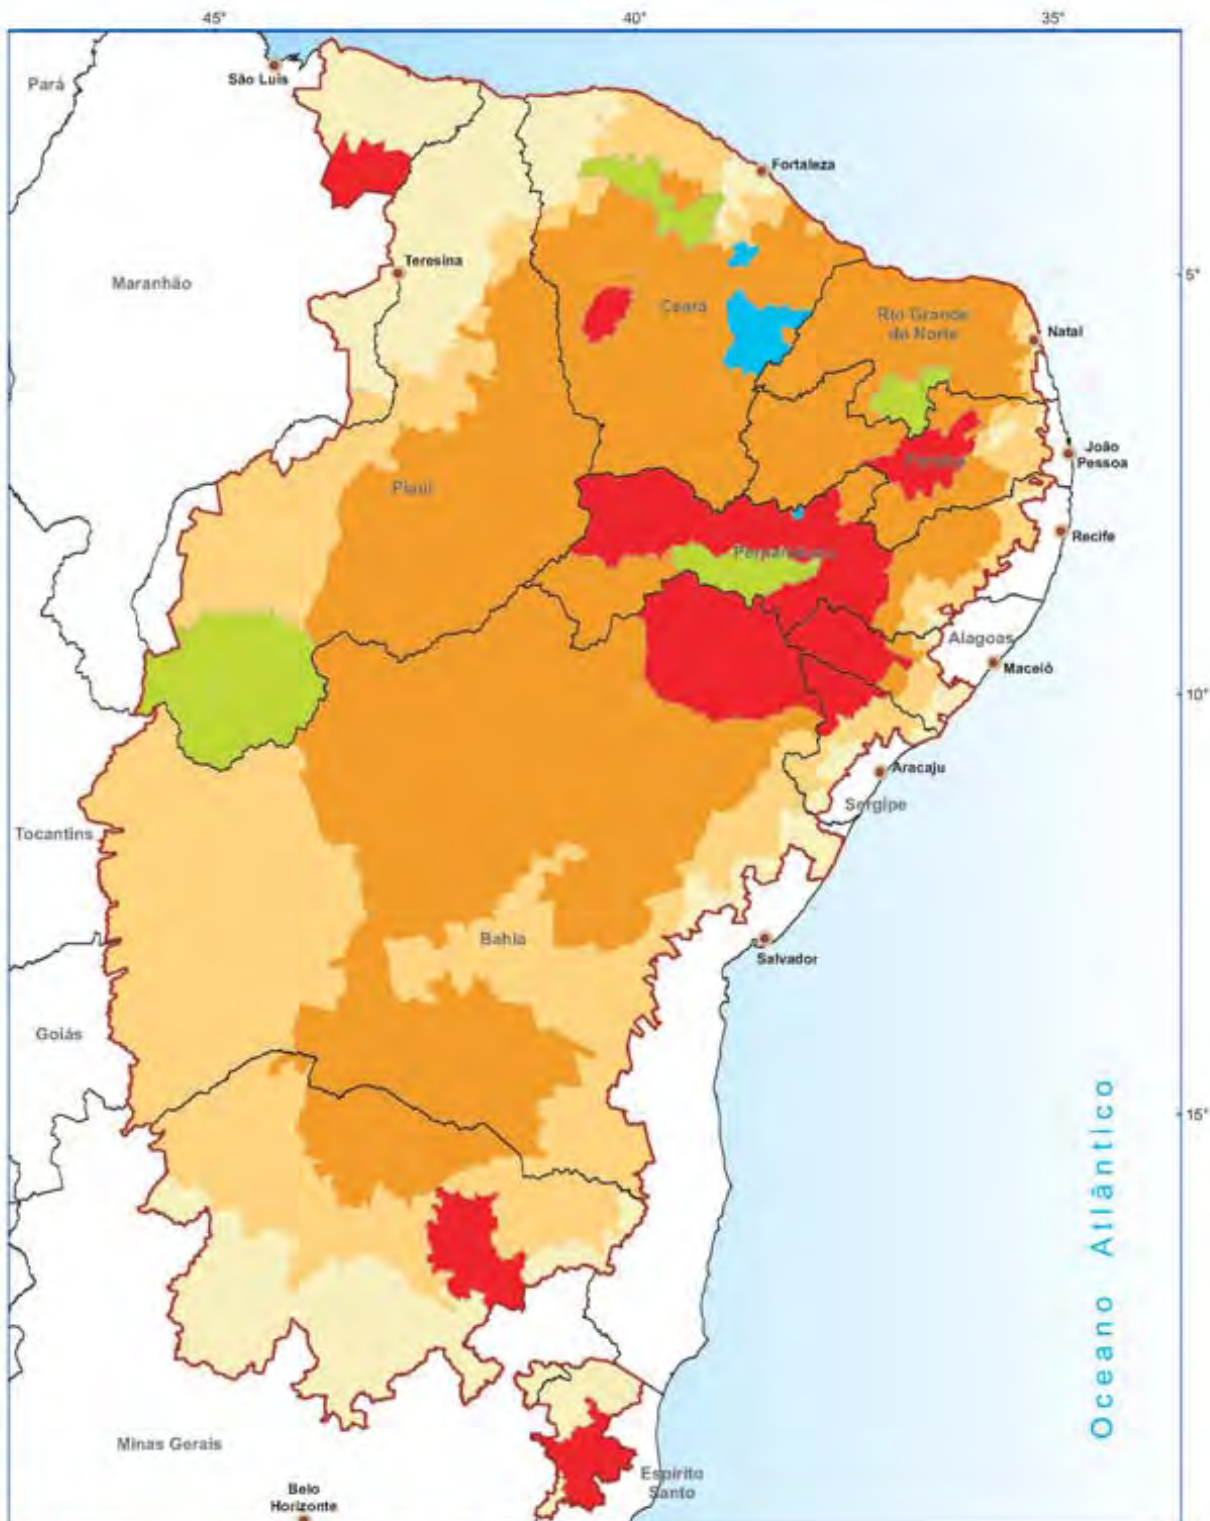 45°
40°
35°
São Luís
Pará
Fortaleza
Teresina
Maranhão
5°
Ceará
Rio Grande
do Norte
Natal
João
Pessoa
Paraíba
Piauí
Recife
Pernambuco
Alagoas
Maceió
10°
Aracaju
Sergipe
Tocantins
Bahia
Salvador
Goiás
15°
Oceano Atlântico
Minas Gerais
Espírito
Santo
Belo
Horizonte